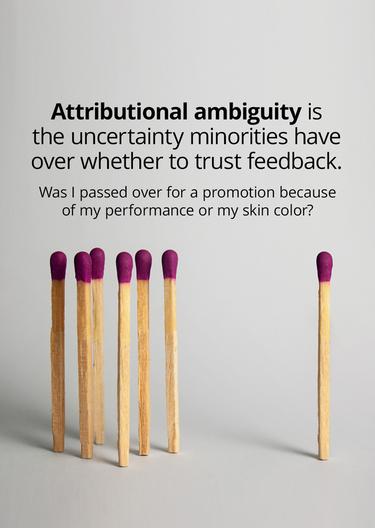 Attributional ambiguity is
the uncertainty minorities have
over whether to trust feedback.
Was I passed over for a promotion because
of my performance or my skin color?